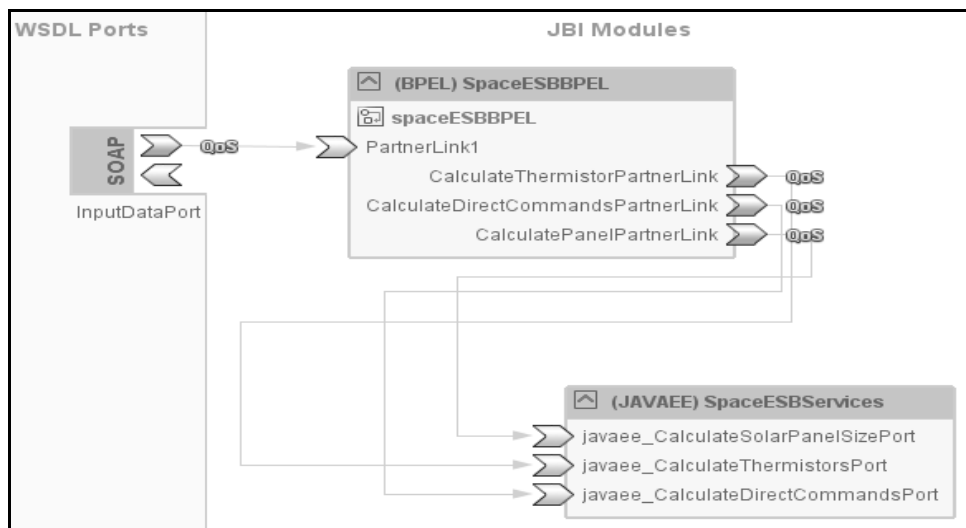 WSDL Ports
JBI Modules
(BPEL) SpaceESBBPEL
spaceESBBPEL
SOAP
QoS
PartnerLink1
InputDataPort
CalculateThermistorPartnerLink QoS
CalculateDirectCommandsPartnerLink QoS
CalculatePanelPartnerLink QoS
(JAVAEE) SpaceESBServices
javaee_CalculateSolarPanelSizePort
javaee_CalculateThermistorsPort
javaee_CalculateDirectCommandsPort